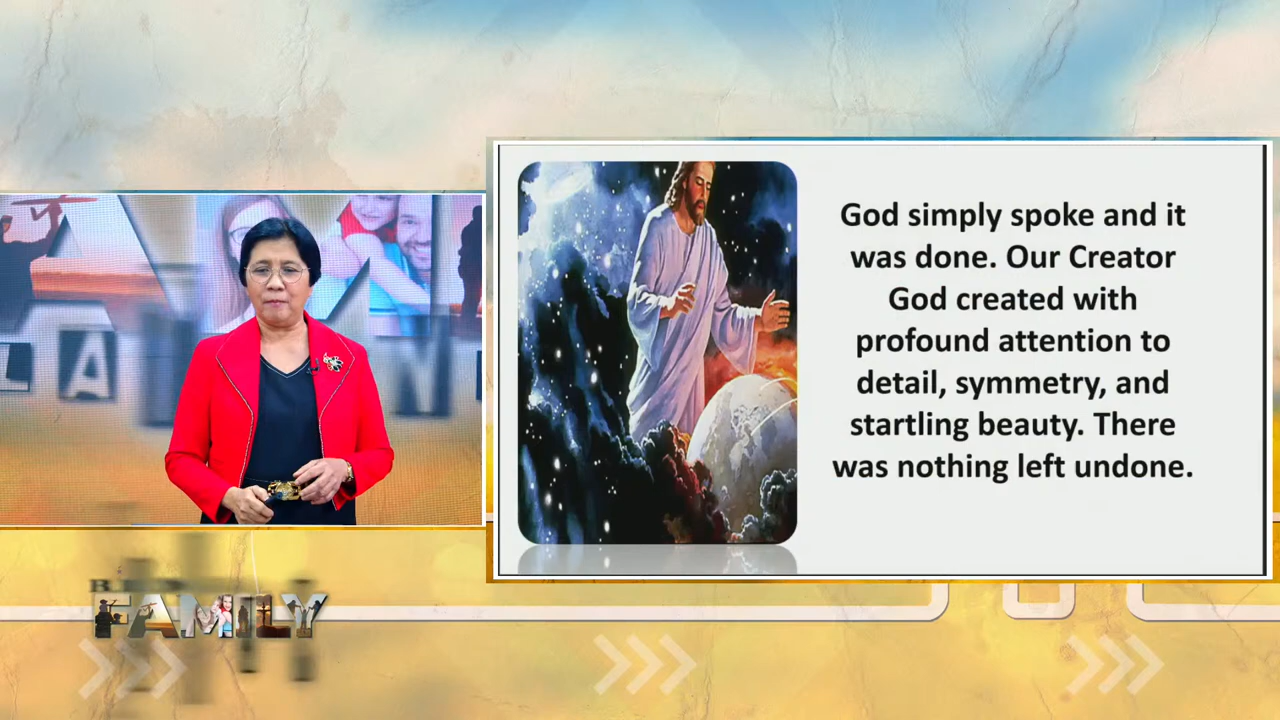 God simply spoke and it
was done. Our Creator
God created with
profound attention to
detail, symmetry, and
startling beauty. There
was nothing left undone.
FAMILY